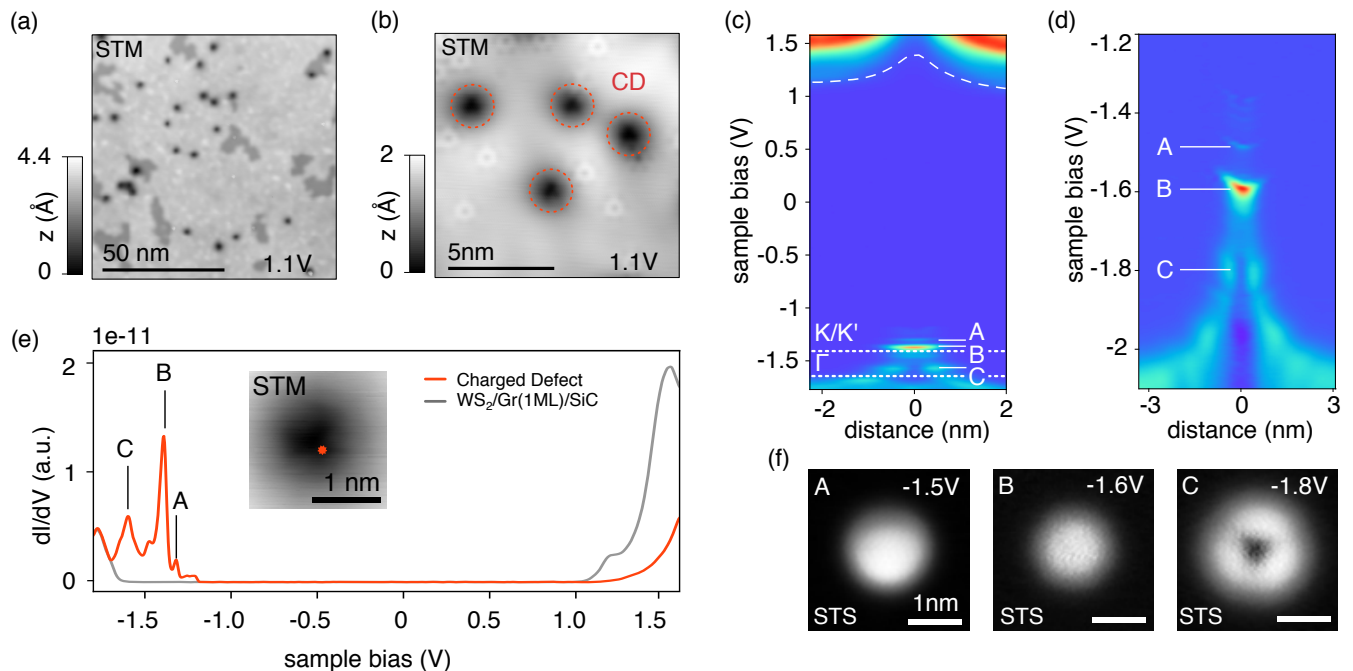 (a)
STM
4.4
z (Å)
0
50 nm
1.1V
(b)
STM
CD
2
z (Å)
0
5nm
1.1V
(c)
1.5
1
0.5
0
-0.5
-1
-1.5
sample bias (V)
K/K'
Γ
A
B
C
-2
0
2
distance (nm)
(d)
-1.2
-1.4
-1.6
-1.8
-2
sample bias (V)
A
B
C
-3
0
3
distance (nm)
(e)
1e-11
2
1
0
dI/dV (a.u.)
C
B
A
STM
1 nm
Charged Defect
WS₂/Gr(1ML)/SiC
-1.5
-1.0
-0.5
0
0.5
1.0
1.5
sample bias (V)
(f)
A
-1.5V
STS
1nm
B
-1.6V
STS
C
-1.8V
STS